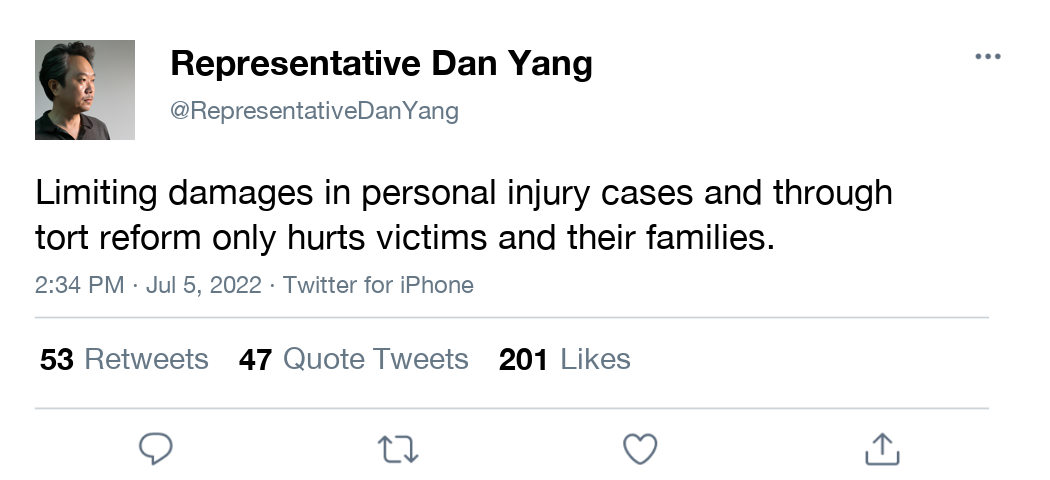 Representative Dan Yang
@RepresentativeDanYang
Limiting damages in personal injury cases and through
tort reform only hurts victims and their families.
2:34 PM · Jul 5, 2022 · Twitter for iPhone
53 Retweets 47 Quote Tweets 201 Likes